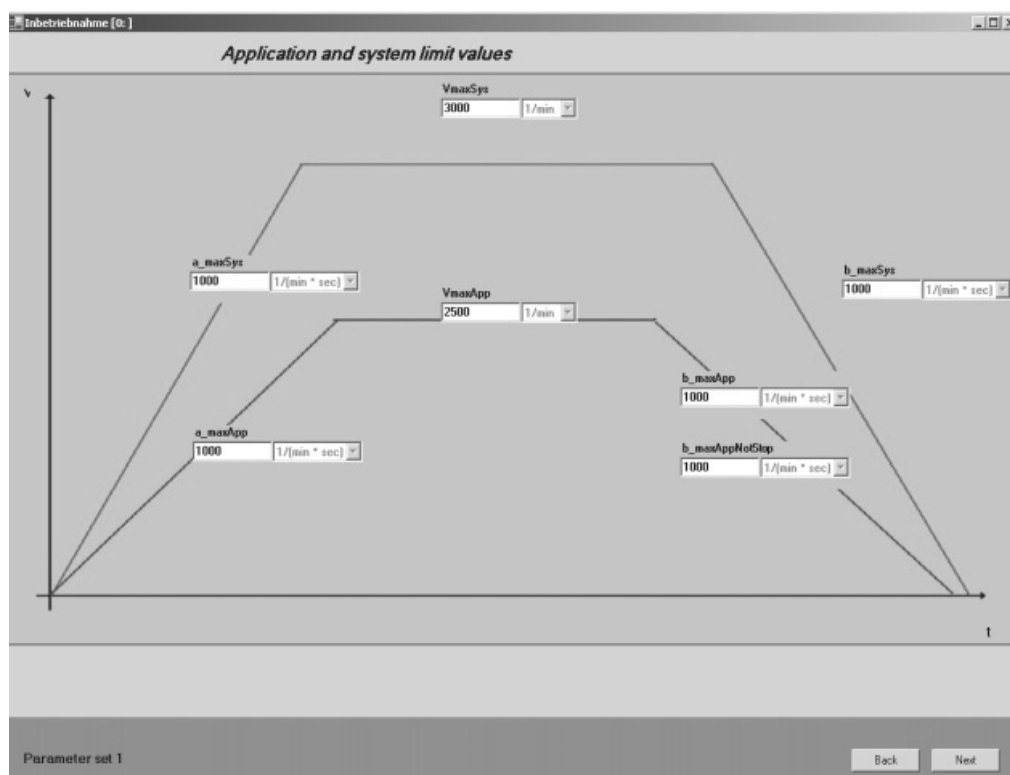 Inbetriebnahme [0: ]
Application and system limit values
v
VmaxSys
3000 1/min
a_maxSys
1000 1/(min * sec)
b_maxSys
1000 1/(min * sec)
VmaxApp
2500 1/min
b_maxApp
1000 1/(min * sec)
a_maxApp
1000 1/(min * sec)
b_maxAppNotStop
1000 1/(min * sec)
t
Parameter set 1
Back Next